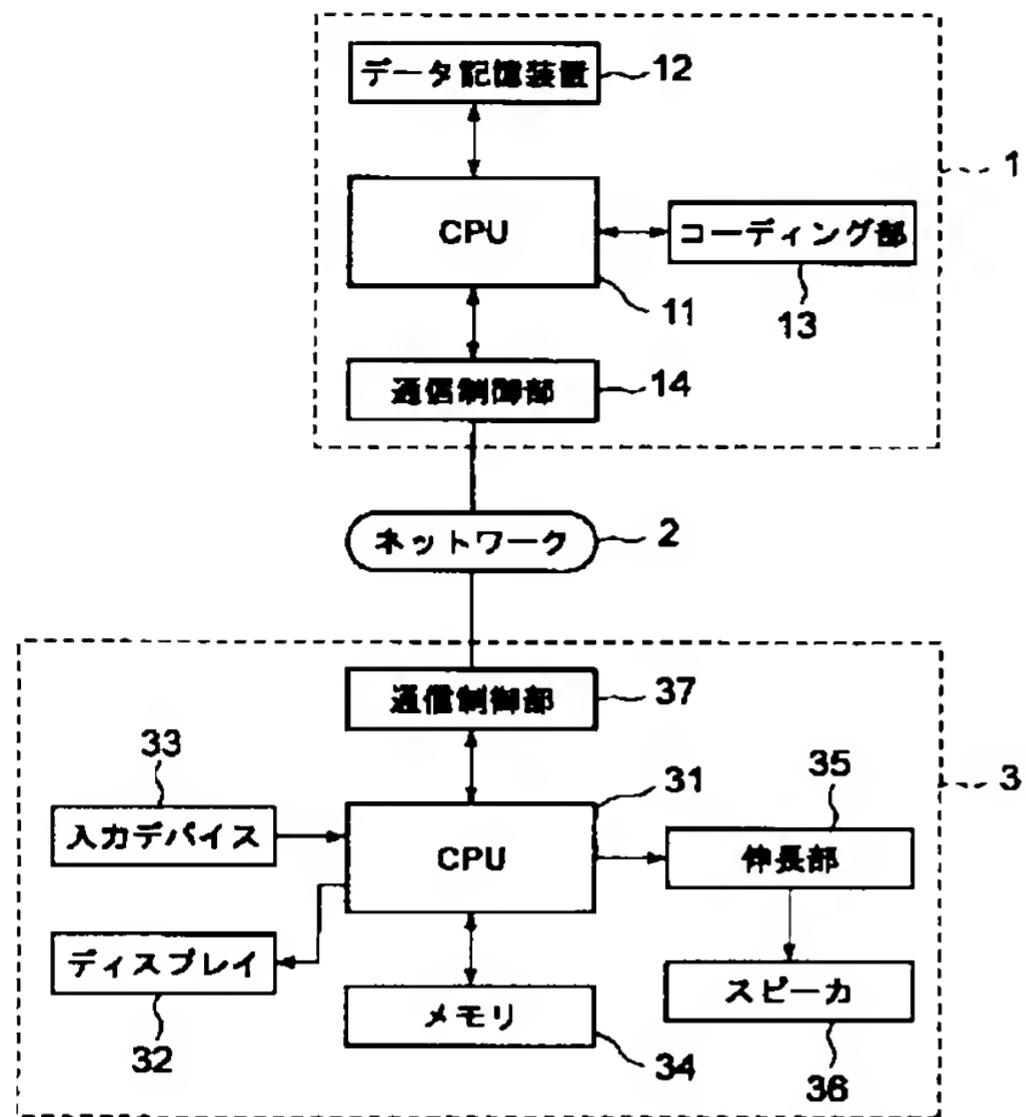 データ記憶装置
12
1
CPU
コーディング部
11
13
通信制御部
14
ネットワーク
2
通信制御部
37
33
31
35
3
入力デバイス
CPU
伸長部
ディスプレイ
スピーカ
メモリ
32
34
36